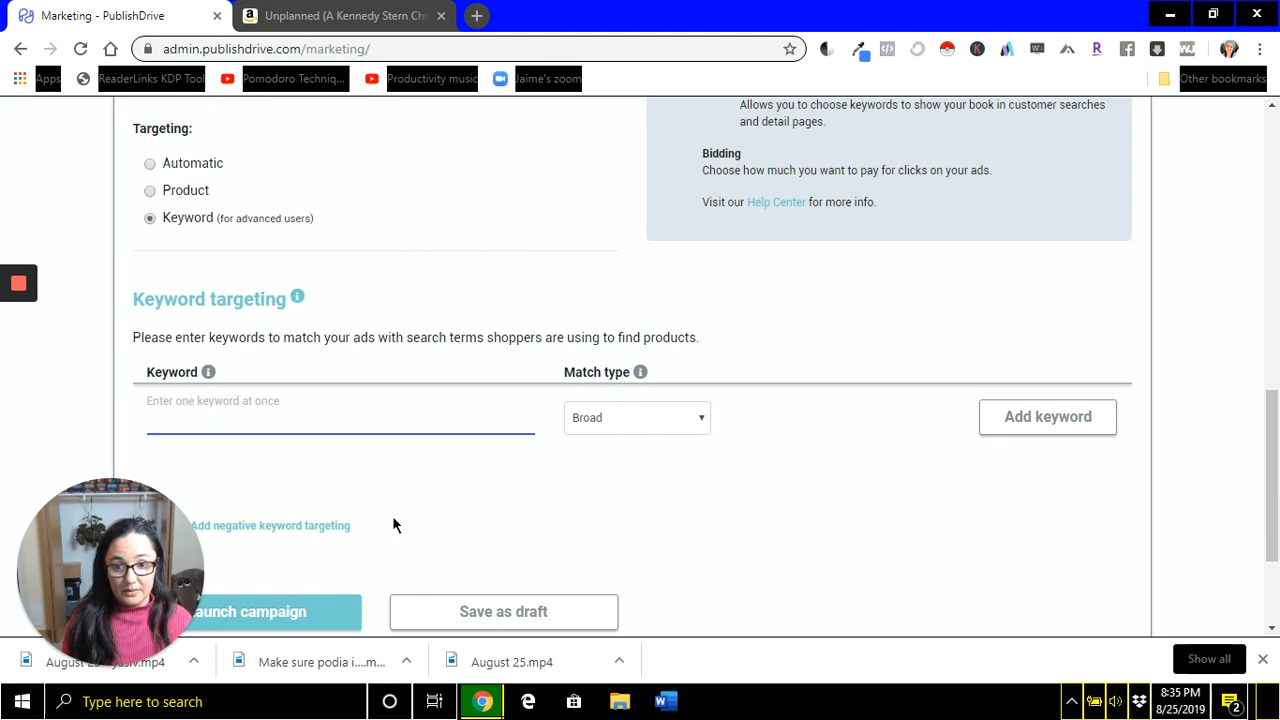 Marketing - PublishDrive
Unplanned (A Kennedy Stern Chr
admin.publishdrive.com/marketing/
Apps
ReaderLinks KDP Tool
Pomodoro Techniq...
Productivity music
Jaime's zoom
Other bookmarks
Allows you to choose keywords to show your book in customer searches
and detail pages.
Targeting:
Automatic
Product
Keyword (for advanced users)
Bidding
Choose how much you want to pay for clicks on your ads.
Visit our Help Center for more info.
Keyword targeting
Please enter keywords to match your ads with search terms shoppers are using to find products.
Keyword
Match type
Enter one keyword at once
Broad
Add keyword
Add negative keyword targeting
aunch campaign
Save as draft
Make sure podia i....m...
August 25.mp4
Show all
Type here to search
8:35 PM
8/25/2019
2